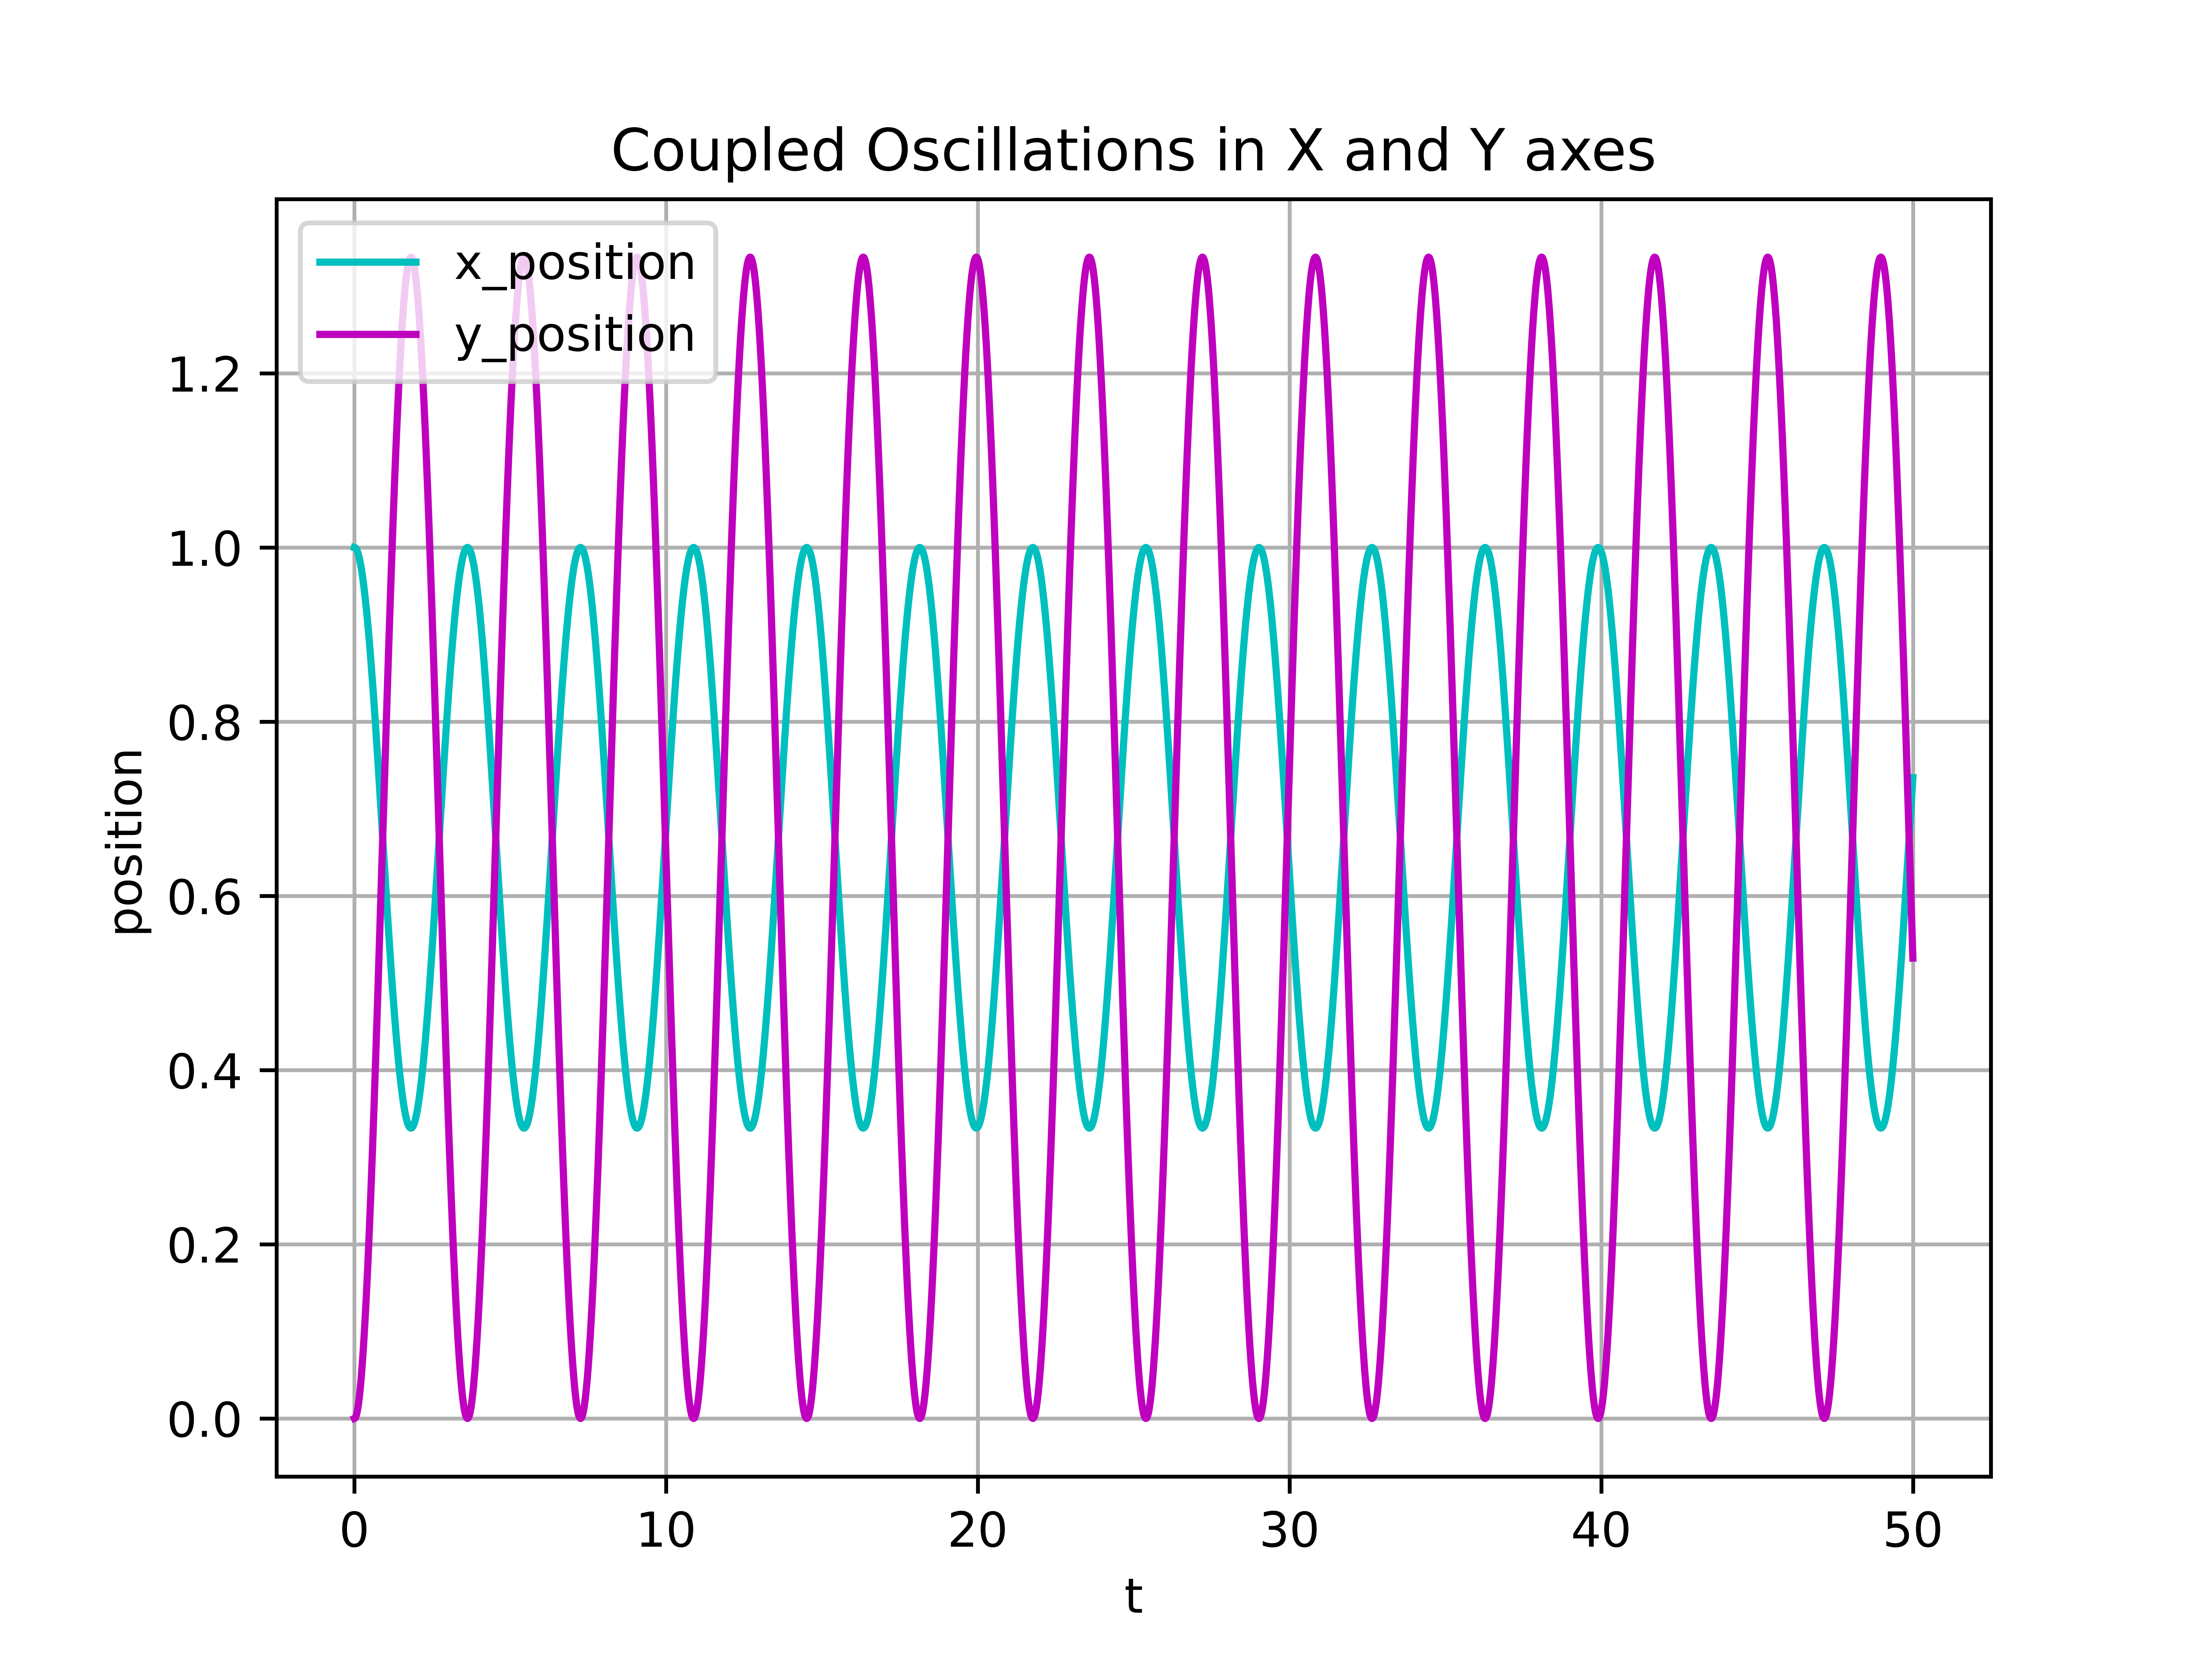 Coupled Oscillations in X and Y axes
x_position
y_position
1.2
1.0
0.8
0.6
0.4
0.2
0.0
position
0 10 20 30 40 50
t